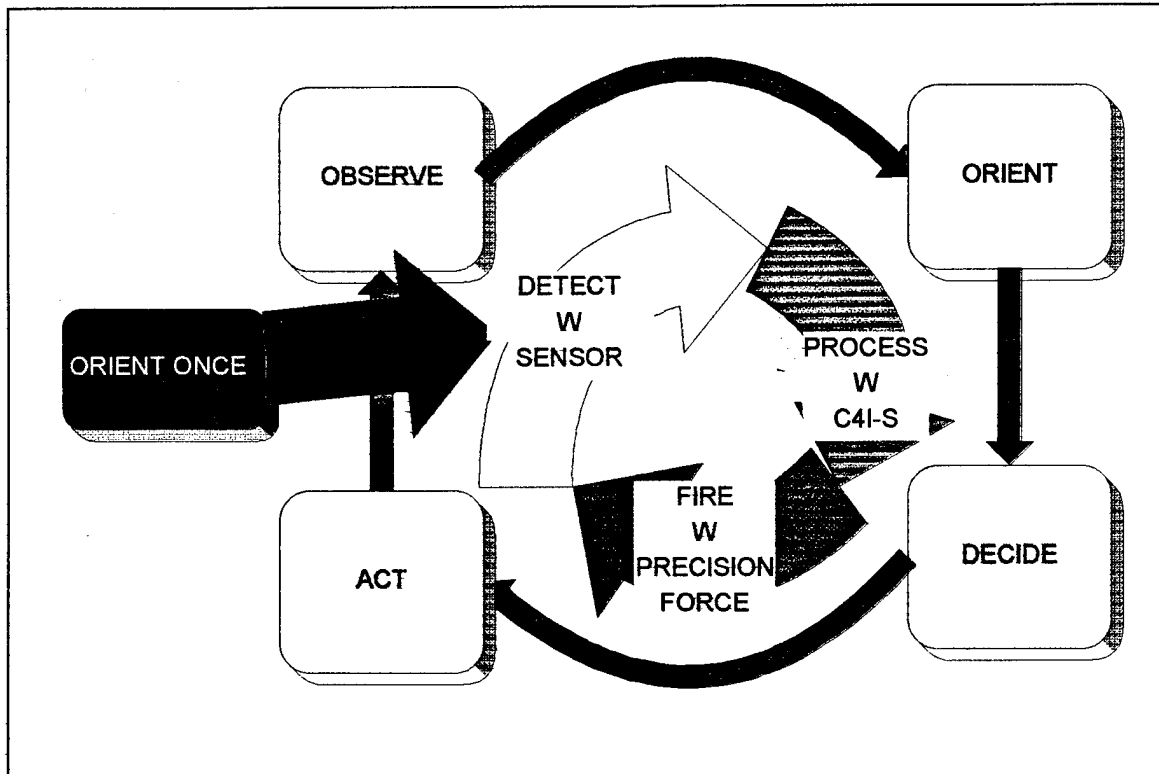 OBSERVE
ORIENT
DETECT
W
SENSOR
PROCESS
W
C4I-S
ORIENT ONCE
FIRE
W
PRECISION
FORCE
ACT
DECIDE